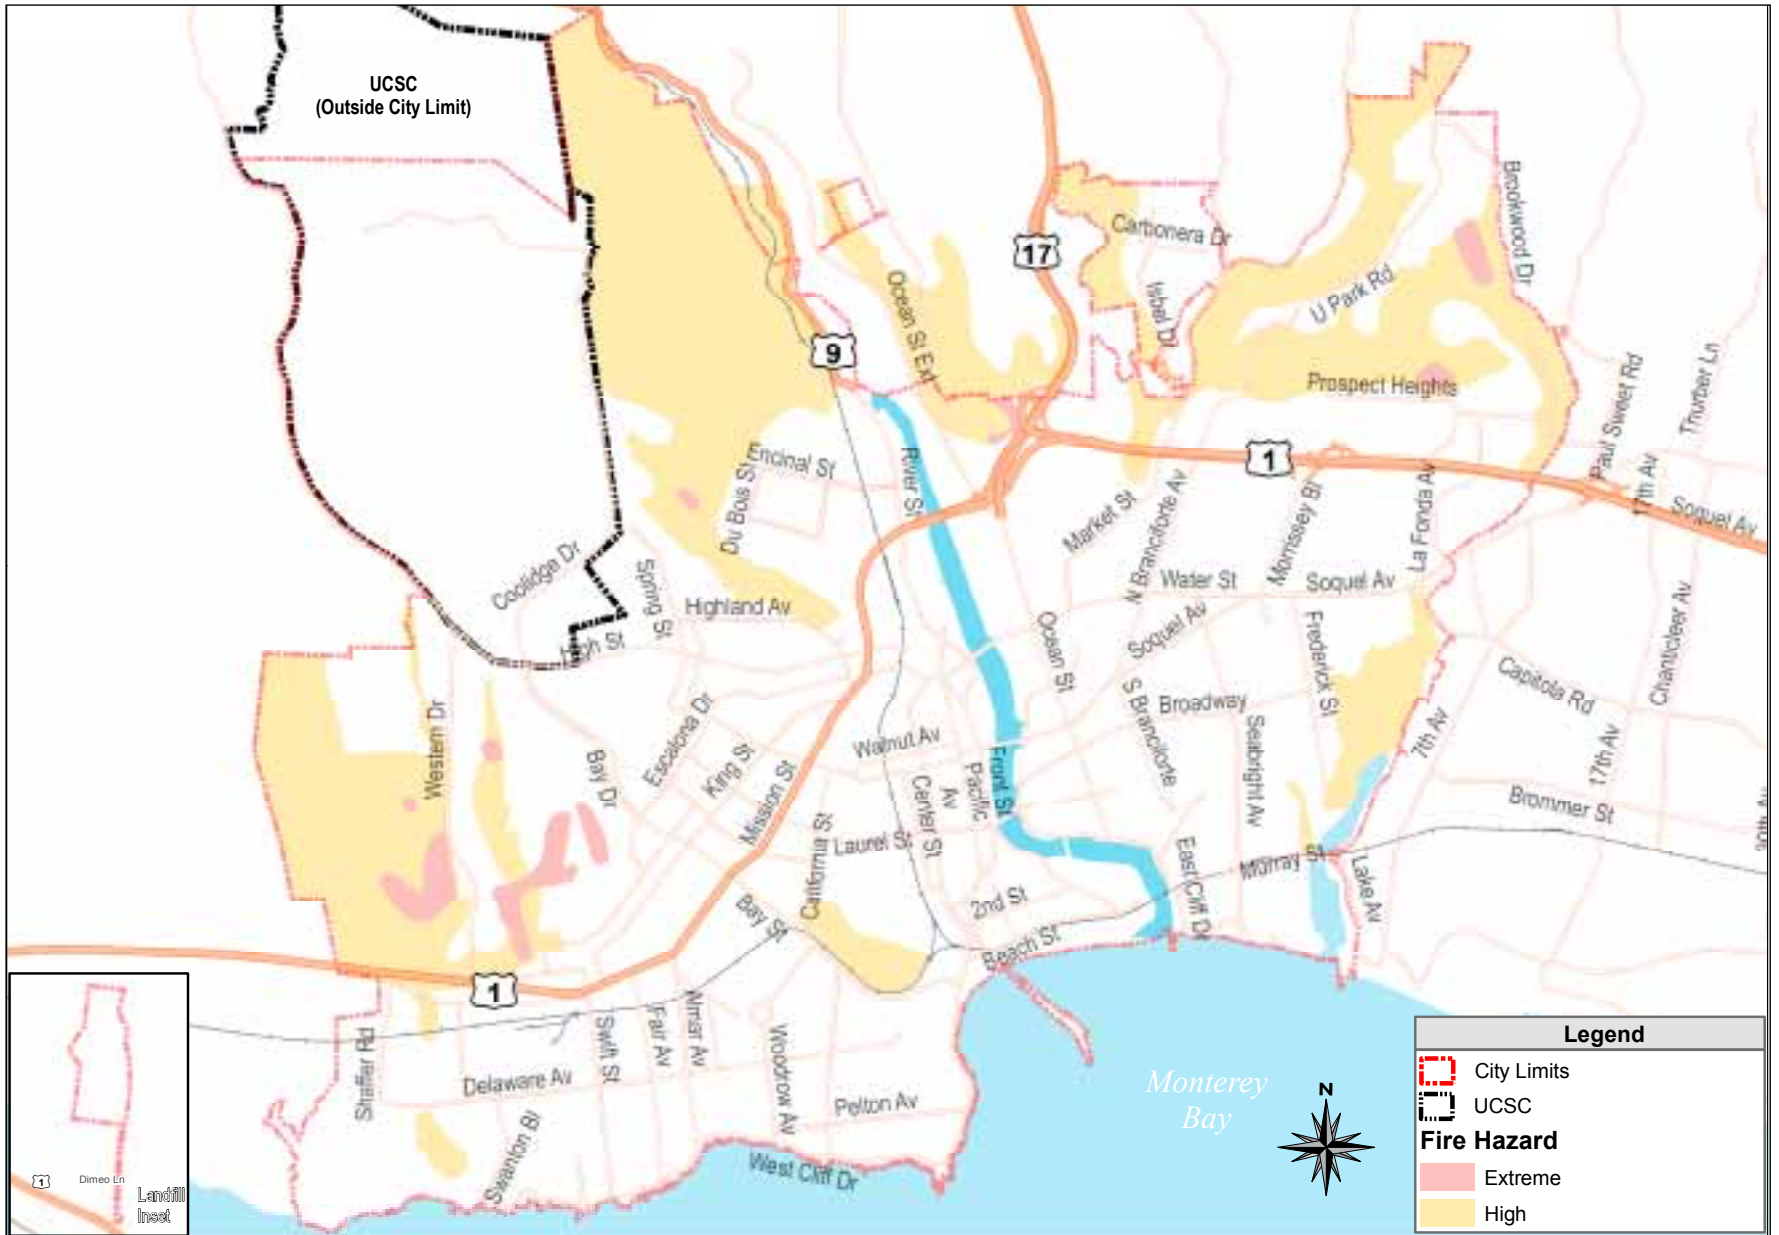 UCSC
(Outside City Limit)
Brookwood Dr
Carbonera Dr
17
Isbel Dr
U Park Rd
Ocean St Ext
9
Prospect Heights
Paul Sweet Rd
Thurber Ln
Encinal St
Du Bois St
River St
1
17th Av
Soquel Av
Market St
N Branciforte Av
Morrissey Bl
La Fonda Av
Coolidge Dr
Spring St
Highland Av
High St
Water St
Soquel Av
Soquel Av
Ocean St
Frederick St
Chanticleer Av
Capitola Rd
Western Dr
Bay Dr
Escalona Dr
King St
Mission St
Walnut Av
Center St
Pacific
Av
Front St
S Branciforte
Broadway
Seabright Av
7th Av
17th Av
Brommer St
30th Av
California St
Laurel St
Bay St
2nd St
Beach St
East Cliff Dr
Murray St
Lake Av
1
Shaffer Rd
Swift St
Fair Av
Almar Av
Delaware Av
Woodrow Av
Pelton Av
Swanton Bl
West Cliff Dr
Monterey
Bay
N
1
Dimeo Ln
Landfill
Inset
Legend
City Limits
UCSC
Fire Hazard
Extreme
High